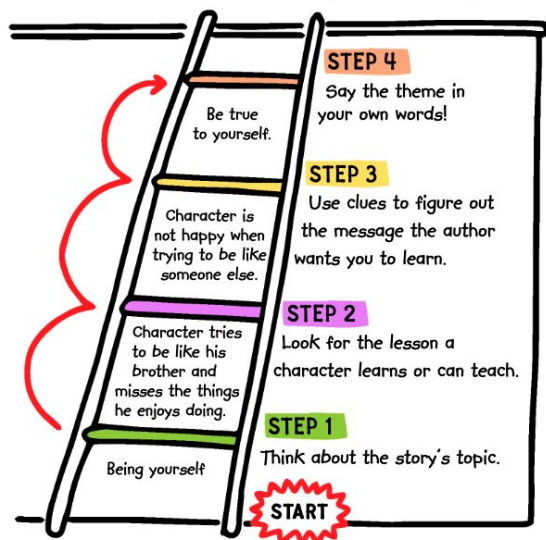 STEP 4
Say the theme in
your own words!
Be true
to yourself.
STEP 3
Use clues to figure out
the message the author
wants you to learn.
Character is
not happy when
trying to be like
someone else.
STEP 2
Look for the lesson a
character learns or can teach.
Character tries
to be like his
brother and
misses the things
he enjoys doing.
STEP 1
Think about the story's topic.
Being yourself
START